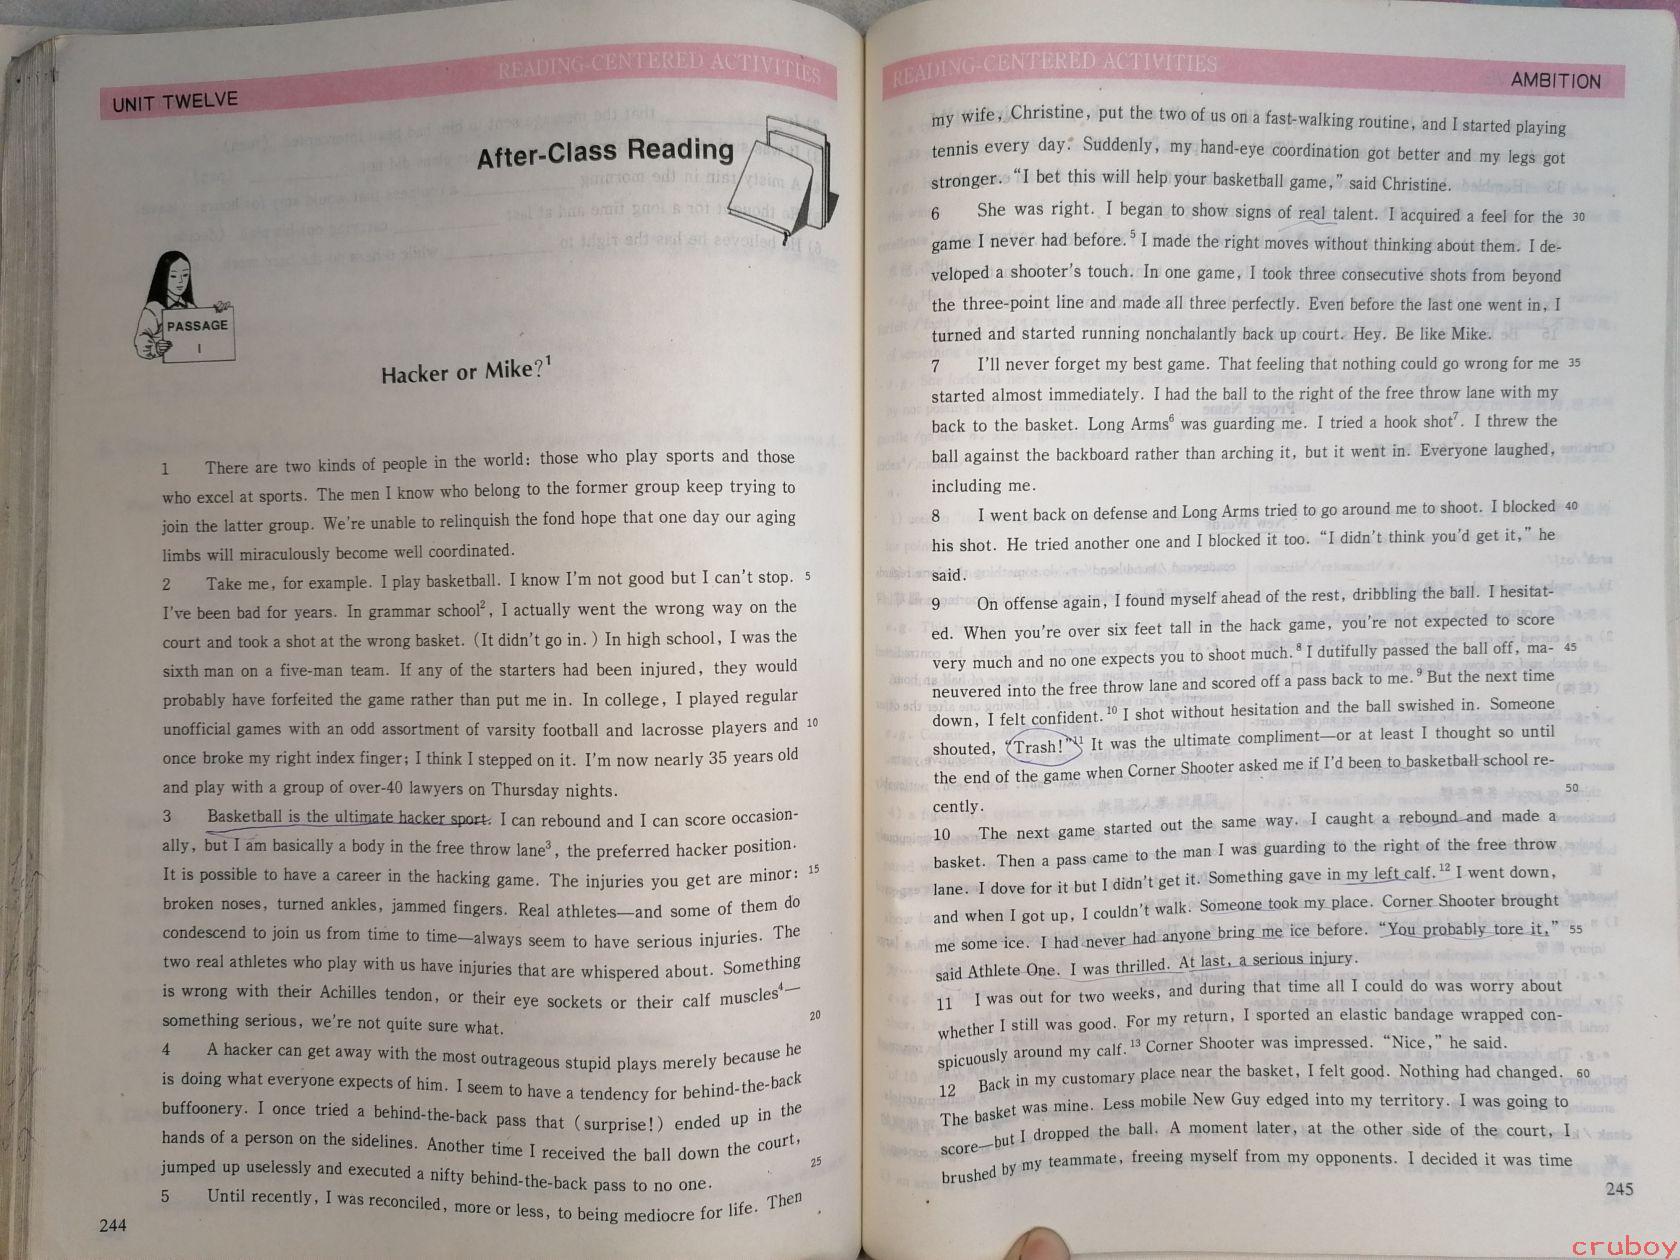 READING-CENTERED ACTIVITIES
UNIT TWELVE
After-Class Reading
PASSAGE
I
Hacker or Mike?1
1 There are two kinds of people in the world: those who play sports and those
who excel at sports. The men I know who belong to the former group keep trying to
join the latter group. We're unable to relinquish the fond hope that one day our aging
limbs will miraculously become well coordinated.
2 Take me, for example. I play basketball. I know I'm not good but I can't stop. 5
I've been bad for years. In grammar school2, I actually went the wrong way on the
court and took a shot at the wrong basket. (It didn't go in.) In high school, I was the
sixth man on a five-man team. If any of the starters had been injured, they would
probably have forfeited the game rather than put me in. In college, I played regular
unofficial games with an odd assortment of varsity football and lacrosse players and 10
once broke my right index finger; I think I stepped on it. I'm now nearly 35 years old
and play with a group of over-40 lawyers on Thursday nights.
3 Basketball is the ultimate hacker sport. I can rebound and I can score occasion-
ally, but I am basically a body in the free throw lane3, the preferred hacker position.
It is possible to have a career in the hacking game. The injuries you get are minor: 15
broken noses, turned ankles, jammed fingers. Real athletes—and some of them do
condescend to join us from time to time—always seem to have serious injuries. The
two real athletes who play with us have injuries that are whispered about. Something
is wrong with their Achilles tendon, or their eye sockets or their calf muscles4—
something serious, we're not quite sure what. 20
4 A hacker can get away with the most outrageous stupid plays merely because he
is doing what everyone expects of him. I seem to have a tendency for behind-the-back
buffoonery. I once tried a behind-the-back pass that (surprise!) ended up in the
hands of a person on the sidelines. Another time I received the ball down the court,
jumped up uselessly and executed a nifty behind-the-back pass to no one. 25
5 Until recently, I was reconciled, more or less, to being mediocre for life. Then
244
READING-CENTERED ACTIVITIES
AMBITION
my wife, Christine, put the two of us on a fast-walking routine, and I started playing
tennis every day. Suddenly, my hand-eye coordination got better and my legs got
stronger. "I bet this will help your basketball game," said Christine.
6 She was right. I began to show signs of real talent. I acquired a feel for the 30
game I never had before.5 I made the right moves without thinking about them. I de-
veloped a shooter's touch. In one game, I took three consecutive shots from beyond
the three-point line and made all three perfectly. Even before the last one went in, I
turned and started running nonchalantly back up court. Hey. Be like Mike.
7 I'll never forget my best game. That feeling that nothing could go wrong for me 35
started almost immediately. I had the ball to the right of the free throw lane with my
back to the basket. Long Arms6 was guarding me. I tried a hook shot7. I threw the
ball against the backboard rather than arching it, but it went in. Everyone laughed,
including me.
8 I went back on defense and Long Arms tried to go around me to shoot. I blocked 40
his shot. He tried another one and I blocked it too. "I didn't think you'd get it," he
said.
9 On offense again, I found myself ahead of the rest, dribbling the ball. I hesitat-
ed. When you're over six feet tall in the hack game, you're not expected to score
very much and no one expects you to shoot much.8 I dutifully passed the ball off, ma- 45
neuvered into the free throw lane and scored off a pass back to me.9 But the next time
down, I felt confident.10 I shot without hesitation and the ball swished in. Someone
shouted, "Trash!"11 It was the ultimate compliment—or at least I thought so until
the end of the game when Corner Shooter asked me if I'd been to basketball school re-
cently. 50
10 The next game started out the same way. I caught a rebound and made a
basket. Then a pass came to the man I was guarding to the right of the free throw
lane. I dove for it but I didn't get it. Something gave in my left calf.12 I went down,
and when I got up, I couldn't walk. Someone took my place. Corner Shooter brought
me some ice. I had never had anyone bring me ice before. "You probably tore it," 55
said Athlete One. I was thrilled. At last, a serious injury.
11 I was out for two weeks, and during that time all I could do was worry about
whether I still was good. For my return, I sported an elastic bandage wrapped con-
spicuously around my calf.13 Corner Shooter was impressed. "Nice," he said.
12 Back in my customary place near the basket, I felt good. Nothing had changed. 60
The basket was mine. Less mobile New Guy edged into my territory. I was going to
score—but I dropped the ball. A moment later, at the other side of the court, I
brushed by my teammate, freeing myself from my opponents. I decided it was time
245
cruboy